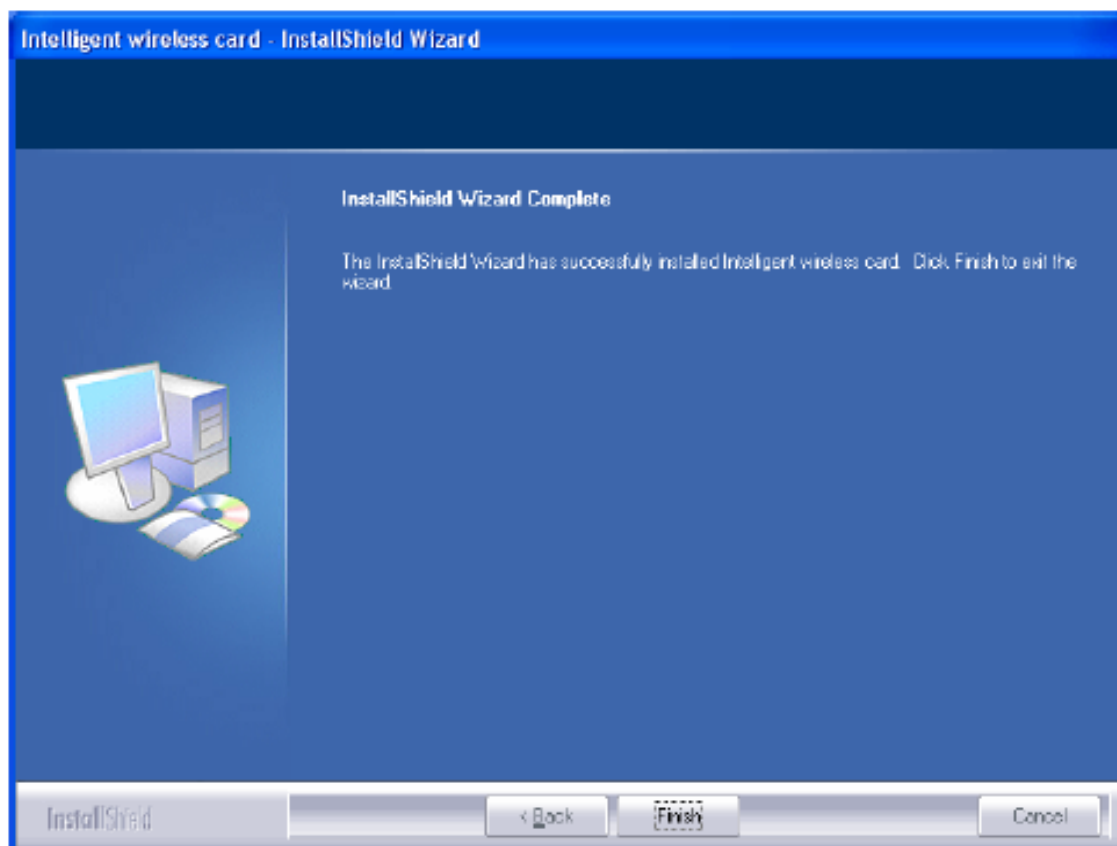 Intelligent wireless card - InstallShield Wizard
InstallShield Wizard Complete
The InstallShield Wizard has successfully installed Intelligent wireless card. Click Finish to exit the
wizard.
InstallShield
< Back
Finish
Cancel